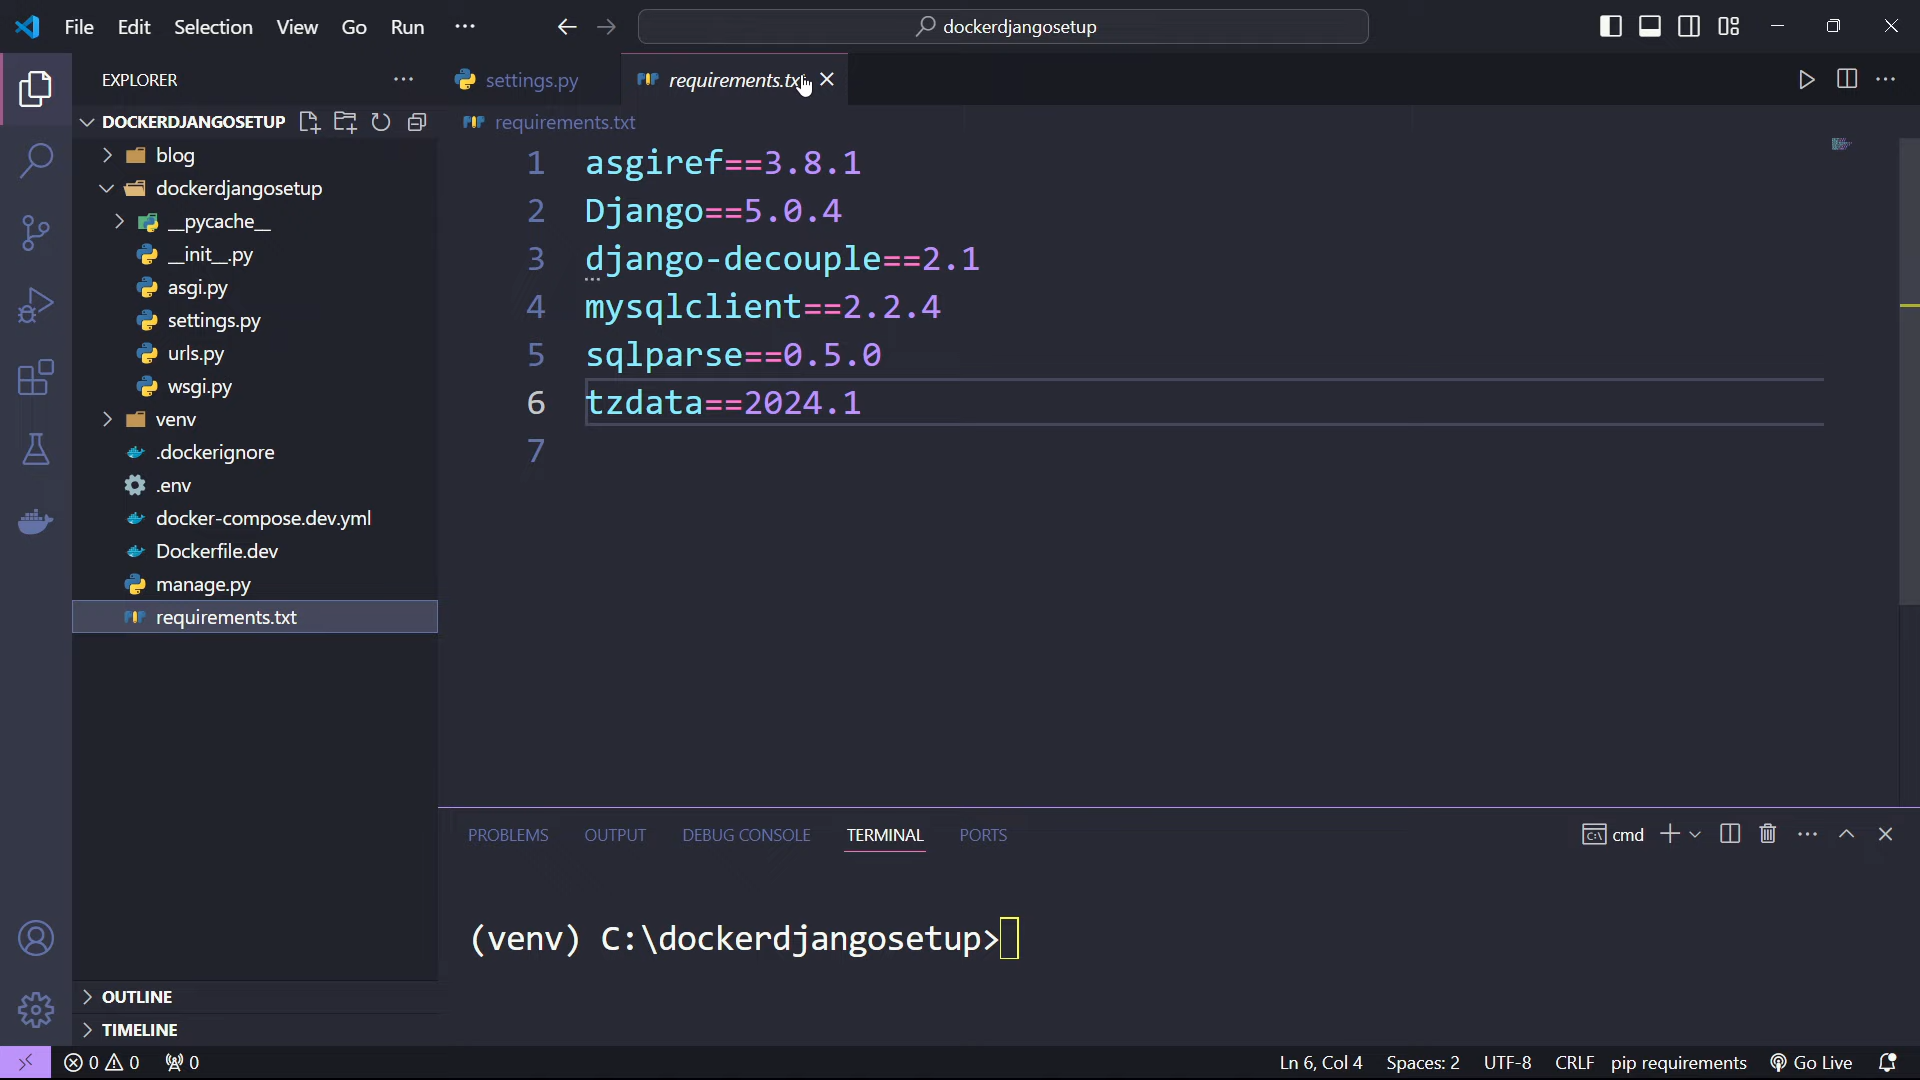 File Edit Selection View Go Run ... dockerdjangosetup
EXPLORER
settings.py requirements.txt
DOCKERDJANGOSETUP
requirements.txt
blog
dockerdjangosetup
__pycache__
__init__.py
asgi.py
settings.py
urls.py
wsgi.py
venv
.dockerignore
.env
docker-compose.dev.yml
Dockerfile.dev
manage.py
requirements.txt
OUTLINE
TIMELINE
1 asgiref==3.8.1
2 Django==5.0.4
3 django-decouple==2.1
4 mysqlclient==2.2.4
5 sqlparse==0.5.0
6 tzdata==2024.1
7
PROBLEMS OUTPUT DEBUG CONSOLE TERMINAL PORTS cmd
(venv) C:\dockerdjangosetup>
0 0 0 Ln 6, Col 4 Spaces: 2 UTF-8 CRLF pip requirements Go Live